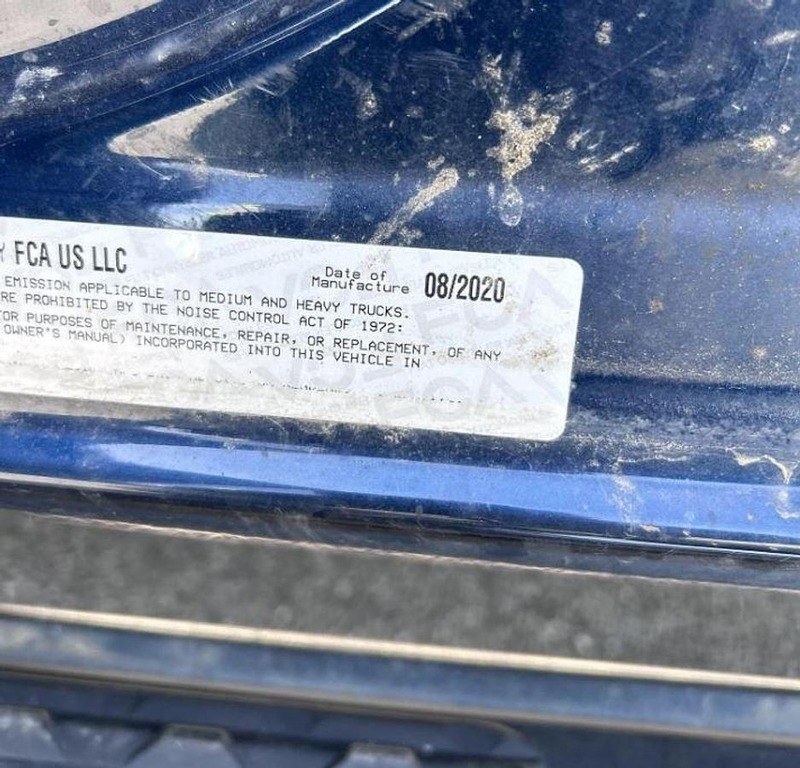 FCA US LLC
Date of
Manufacture 08/2020
EMISSION APPLICABLE TO MEDIUM AND HEAVY TRUCKS.
RE PROHIBITED BY THE NOISE CONTROL ACT OF 1972:
FOR PURPOSES OF MAINTENANCE, REPAIR, OR REPLACEMENT, OF ANY
OWNER'S MANUAL) INCORPORATED INTO THIS VEHICLE IN